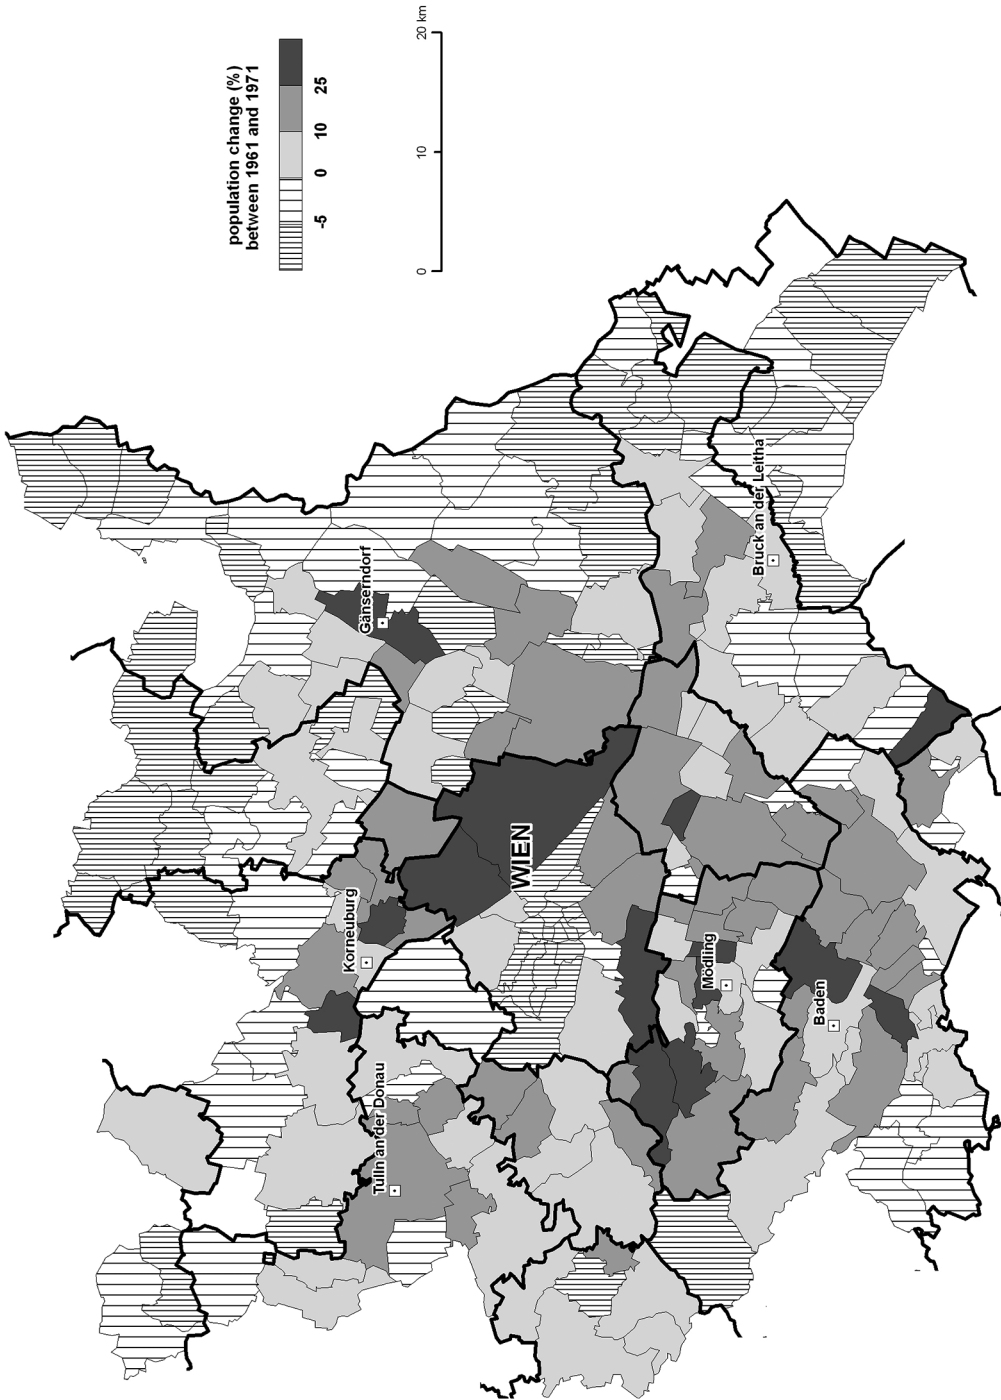 population change (%)
between 1961 and 1971
-5
0
10
25
0
10
20 km
Gänserndorf
Bruck an der Leitha
Korneuburg
WIEN
Mödling
Tulln an der Donau
Baden